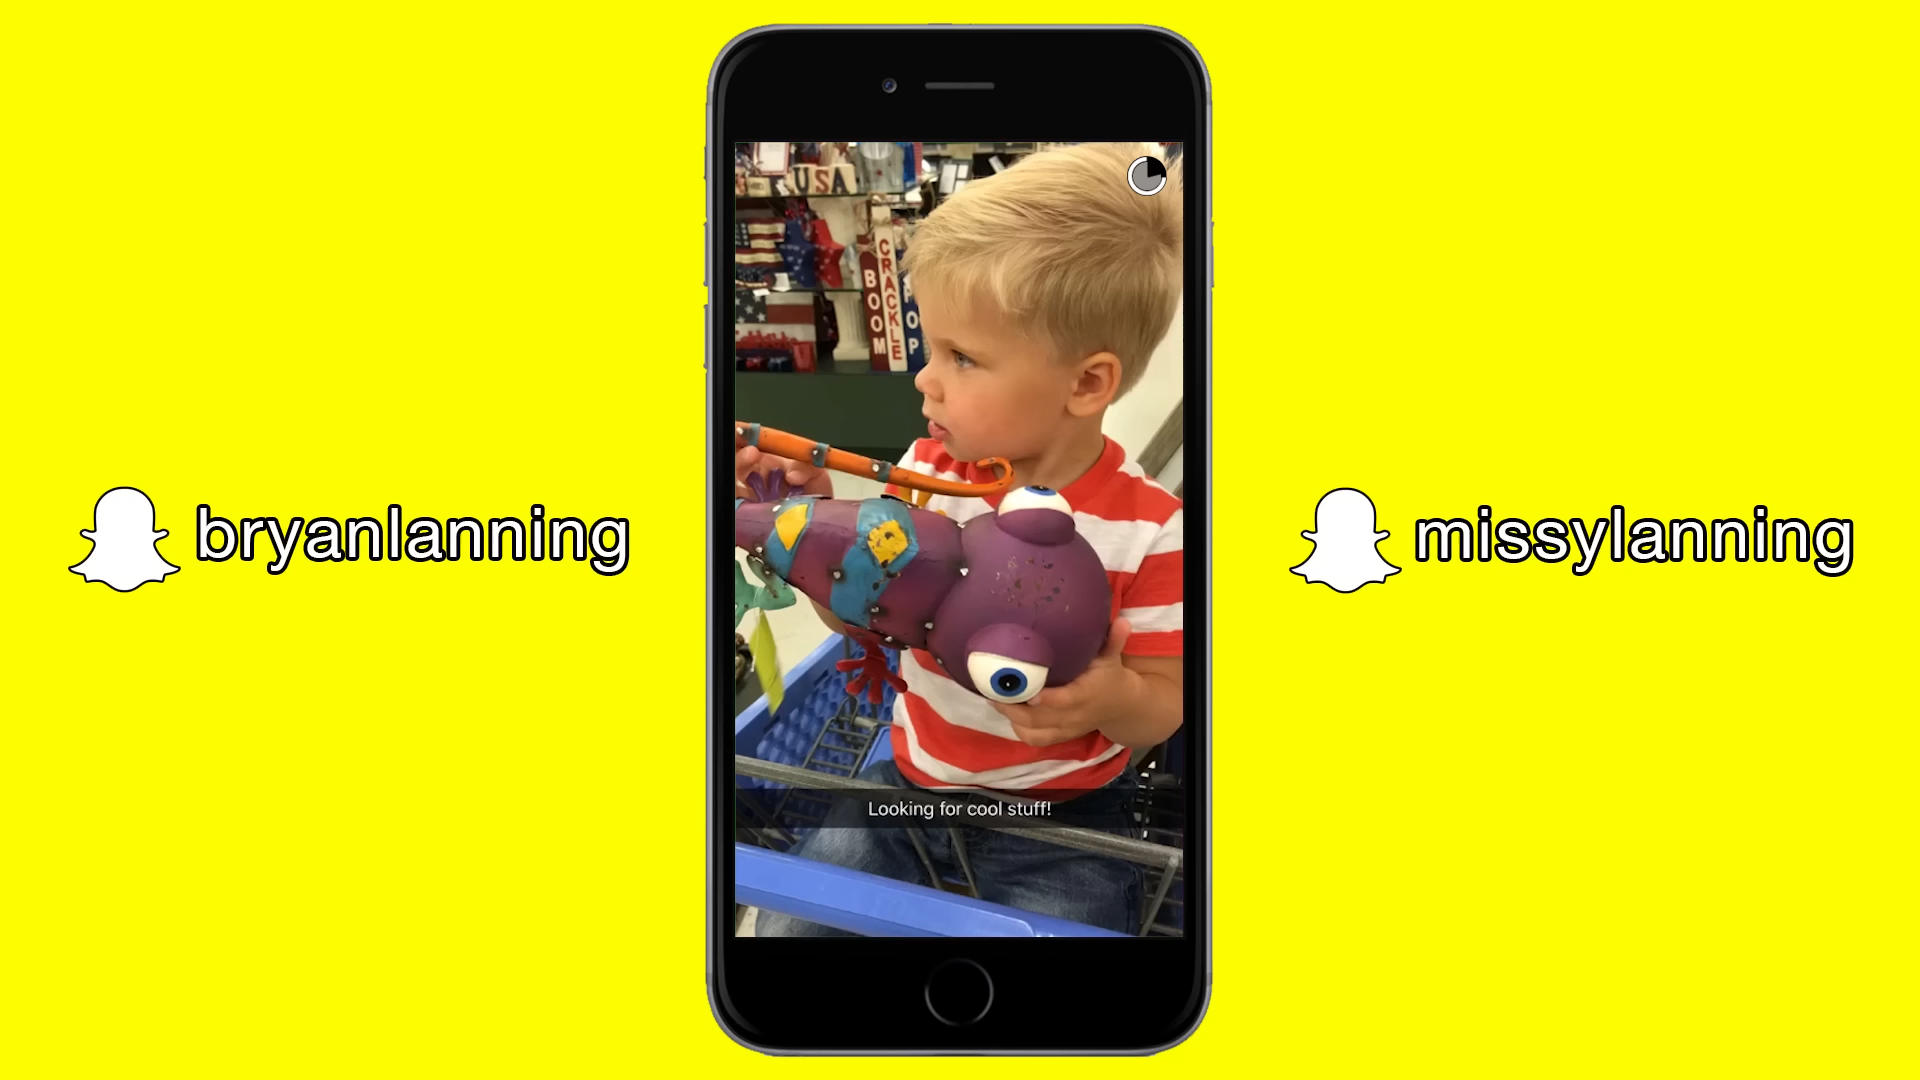 bryanlanning
missylanning
USA
BOOM
CRACKLE
POP
Looking for cool stuff!